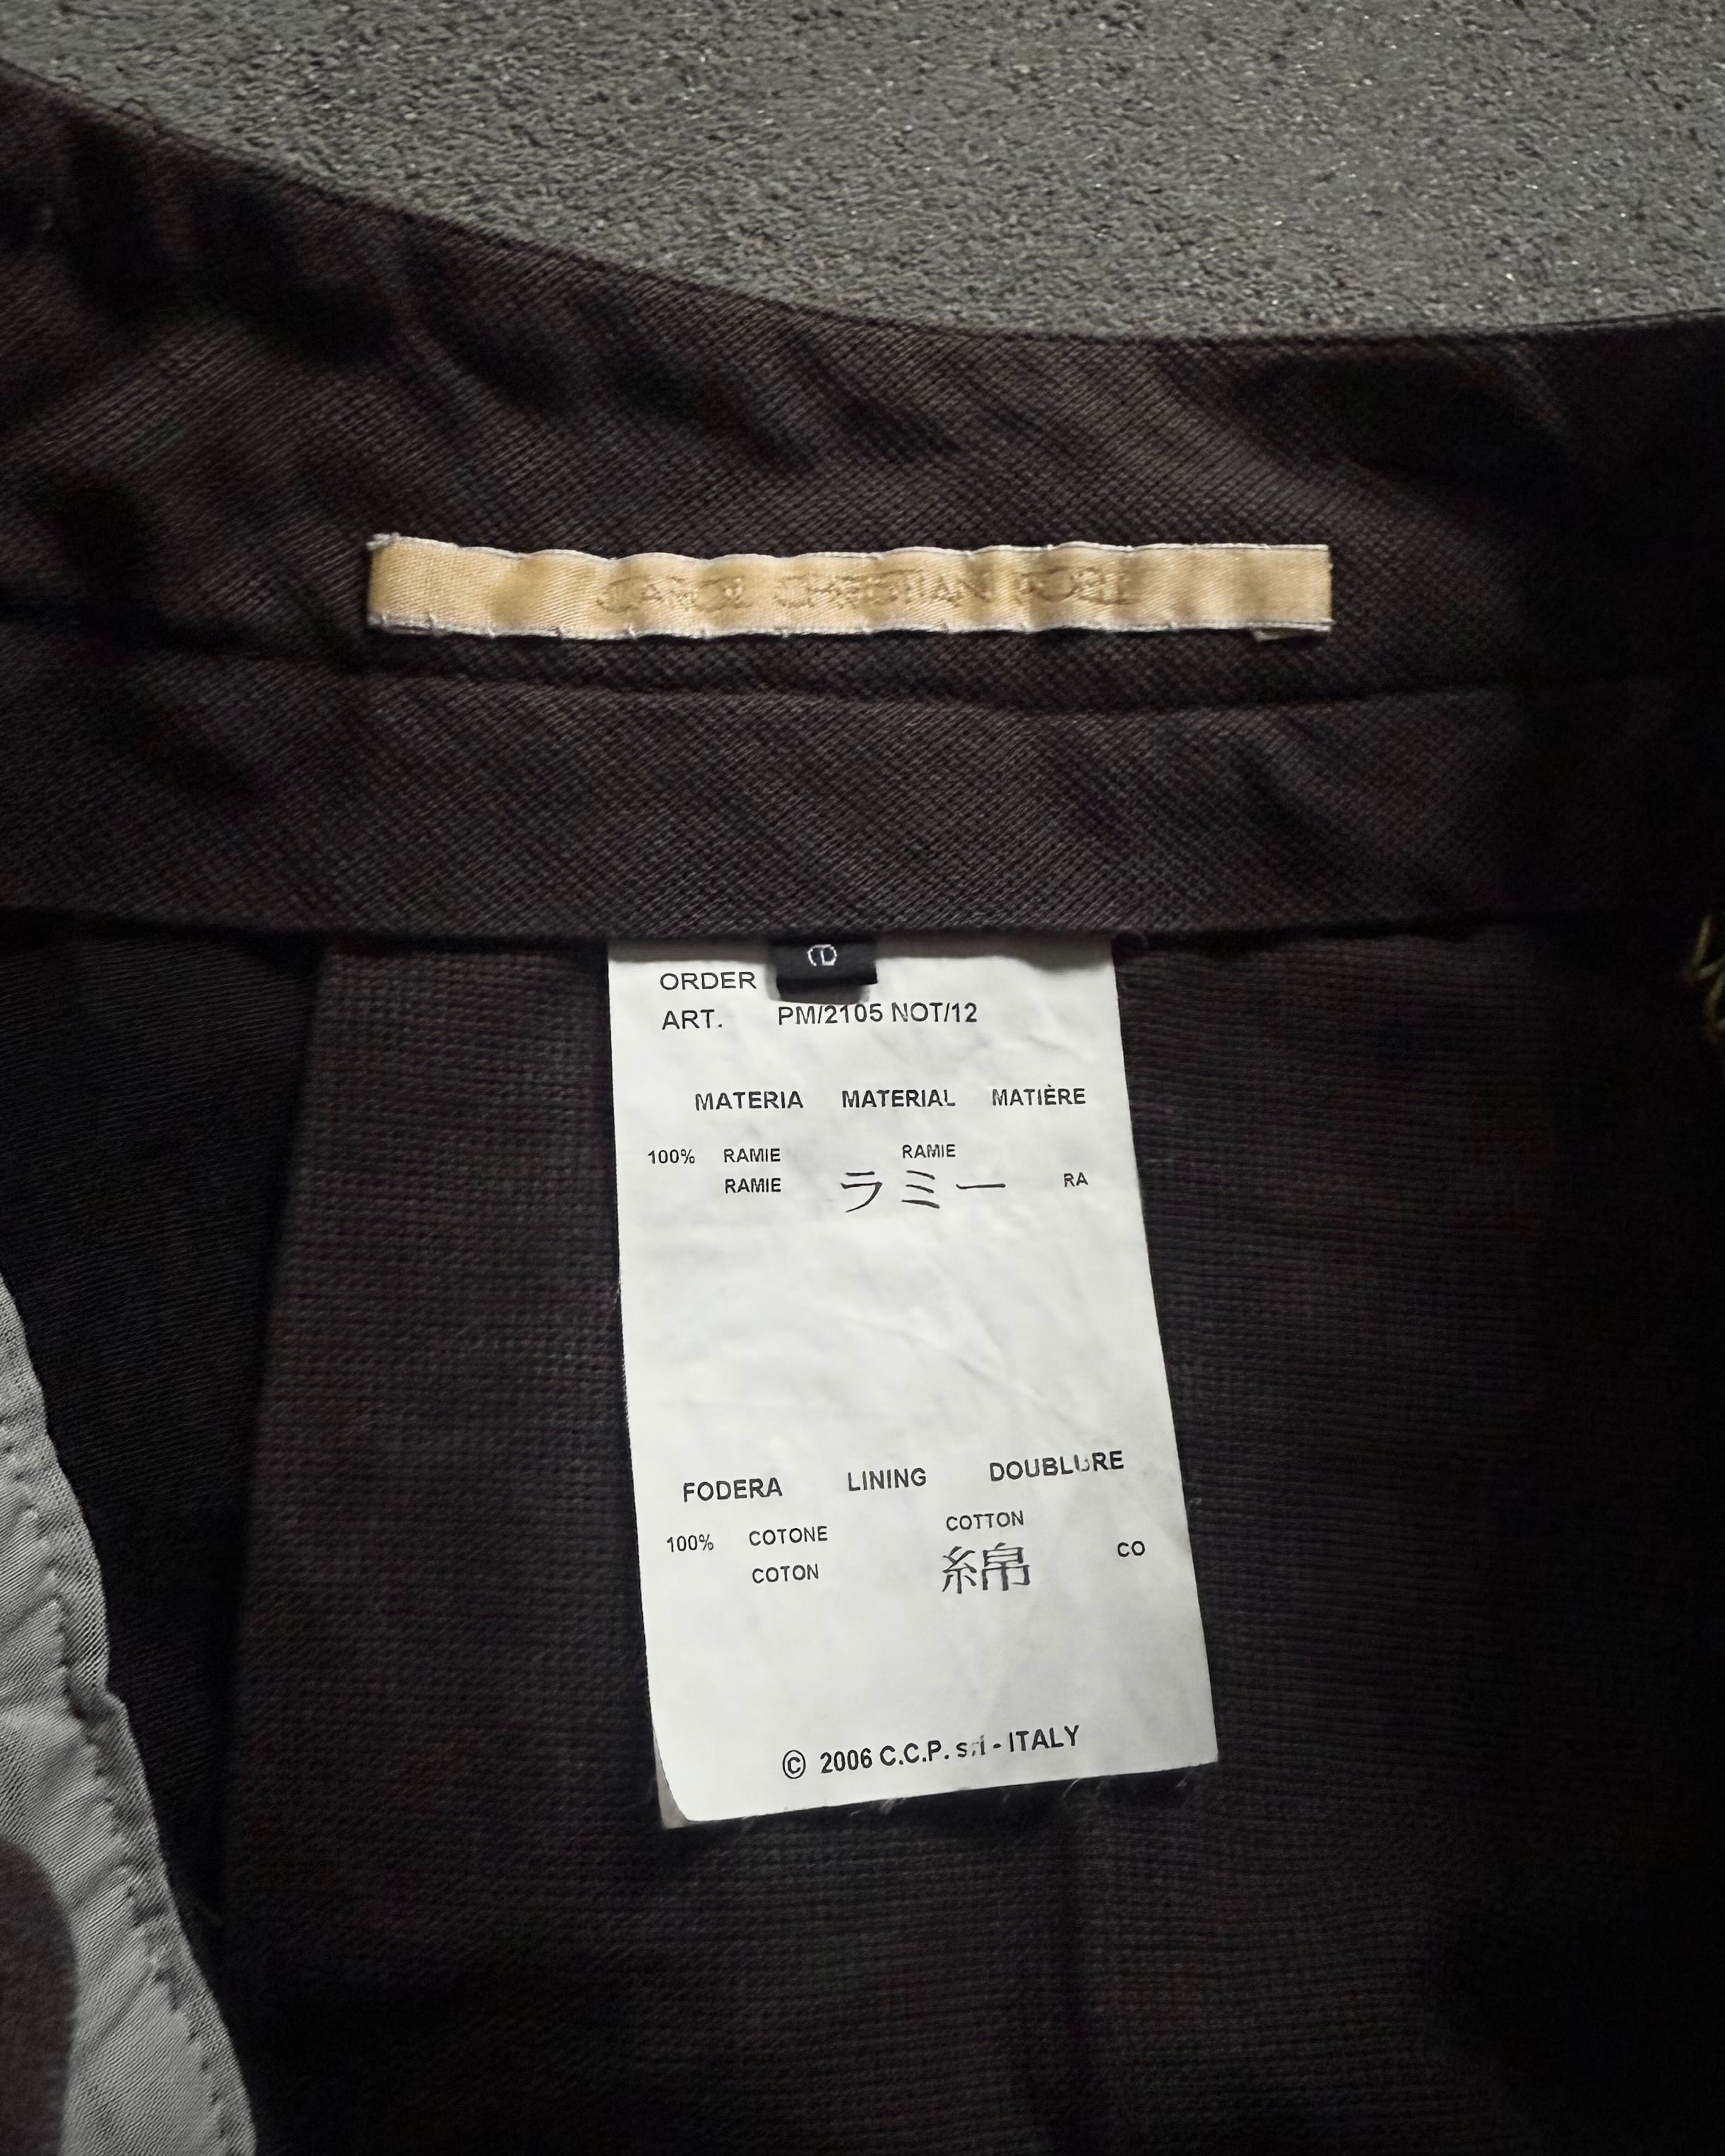 CAROL CHRISTIAN POELL
ORDER
ART. PM/2105 NOT/12
MATERIA MATERIAL MATIÈRE
100% RAMIE RAMIE
RAMIE ラミー RA
FODERA LINING DOUBLURE
100% COTONE COTTON
COTON 綿帛 CO
© 2006 C.C.P. srl - ITALY